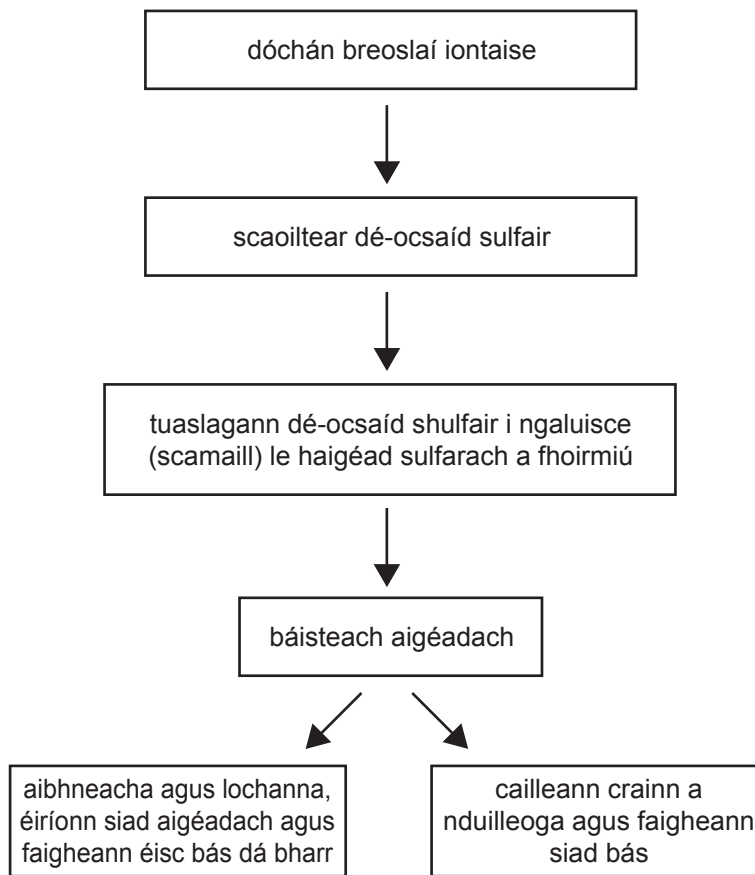 dóchán breoslaí iontaise
scaoiltear dé-ocsaíd sulfair
tuaslagann dé-ocsaíd shulfair i ngaluisce
(scamaill) le haigéad sulfarach a fhoirmiú
báisteach aigéadach
aibhneacha agus lochanna,
éiríonn siad aigéadach agus
faigheann éisc bás dá bharr
cailleann crainn a
nduilleoga agus faigheann
siad bás